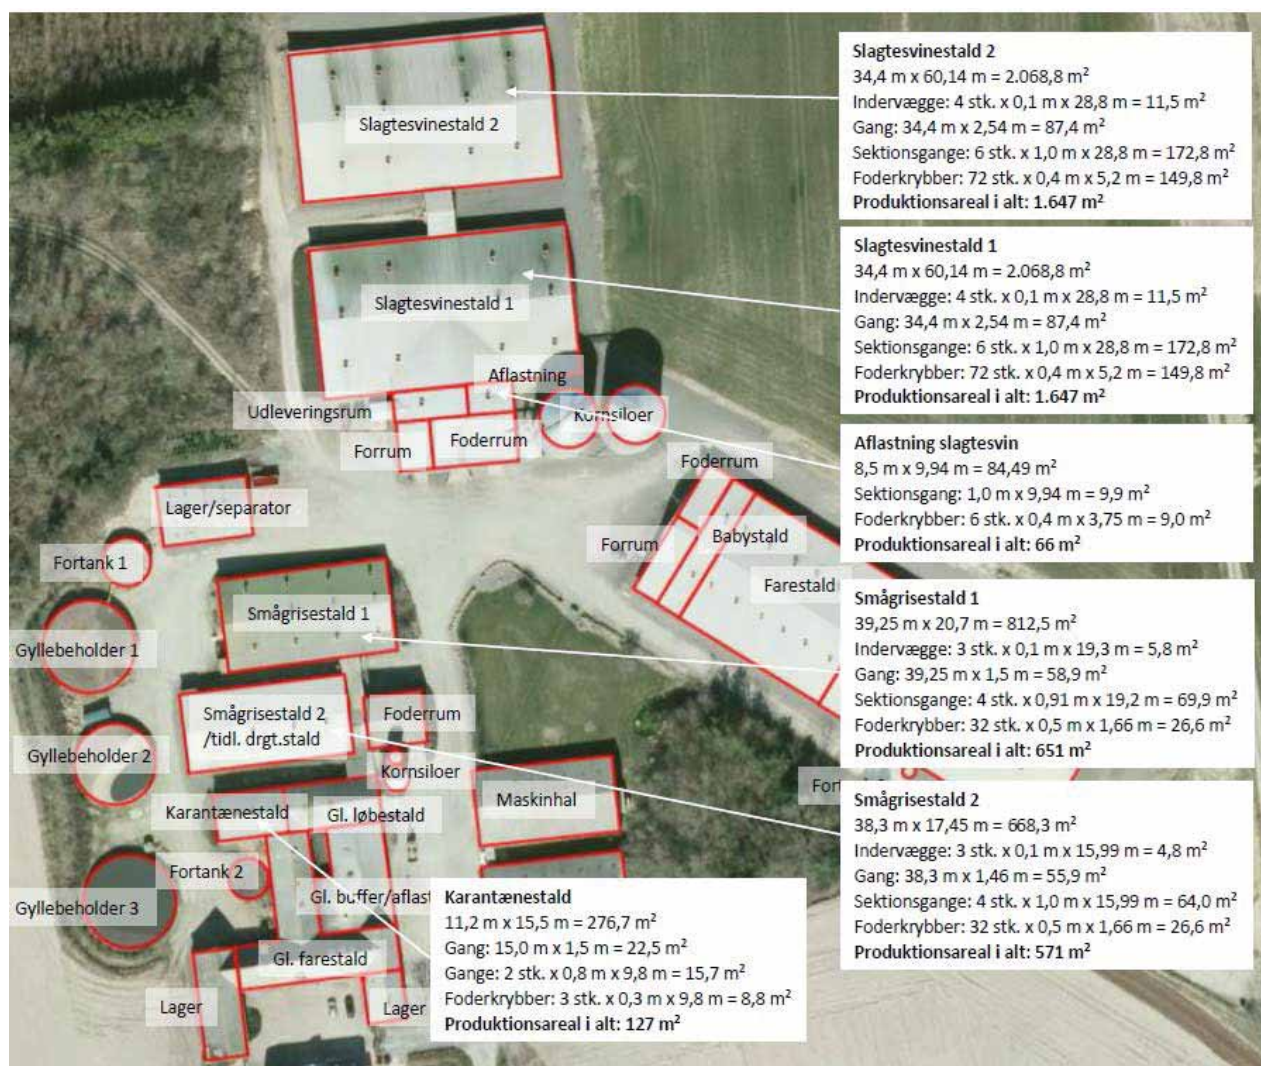 Slagtesvinestald 2
34,4 m x 60,14 m = 2.068,8 m²
Indervægge: 4 stk. x 0,1 m x 28,8 m = 11,5 m²
Gang: 34,4 m x 2,54 m = 87,4 m²
Sektionsgange: 6 stk. x 1,0 m x 28,8 m = 172,8 m²
Foderkrybber: 72 stk. x 0,4 m x 5,2 m = 149,8 m²
Produktionsareal i alt: 1.647 m²
Slagtesvinestald 1
34,4 m x 60,14 m = 2.068,8 m²
Indervægge: 4 stk. x 0,1 m x 28,8 m = 11,5 m²
Gang: 34,4 m x 2,54 m = 87,4 m²
Sektionsgange: 6 stk. x 1,0 m x 28,8 m = 172,8 m²
Foderkrybber: 72 stk. x 0,4 m x 5,2 m = 149,8 m²
Produktionsareal i alt: 1.647 m²
Aflastning slagtesvin
8,5 m x 9,94 m = 84,49 m²
Sektionsgang: 1,0 m x 9,94 m = 9,9 m²
Foderkrybber: 6 stk. x 0,4 m x 3,75 m = 9,0 m²
Produktionsareal i alt: 66 m²
Smågrisestald 1
39,25 m x 20,7 m = 812,5 m²
Indervægge: 3 stk. x 0,1 m x 19,3 m = 5,8 m²
Gang: 39,25 m x 1,5 m = 58,9 m²
Sektionsgange: 4 stk. x 0,91 m x 19,2 m = 69,9 m²
Foderkrybber: 32 stk. x 0,5 m x 1,66 m = 26,6 m²
Produktionsareal i alt: 651 m²
Smågrisestald 2
38,3 m x 17,45 m = 668,3 m²
Indervægge: 3 stk. x 0,1 m x 15,99 m = 4,8 m²
Gang: 38,3 m x 1,46 m = 55,9 m²
Sektionsgange: 4 stk. x 1,0 m x 15,99 m = 64,0 m²
Foderkrybber: 32 stk. x 0,5 m x 1,66 m = 26,6 m²
Produktionsareal i alt: 571 m²
Karantænestald
11,2 m x 15,5 m = 276,7 m²
Gang: 15,0 m x 1,5 m = 22,5 m²
Gange: 2 stk. x 0,8 m x 9,8 m = 15,7 m²
Foderkrybber: 3 stk. x 0,3 m x 9,8 m = 8,8 m²
Produktionsareal i alt: 127 m²
Slagtesvinestald 2
Slagtesvinestald 1
Aflastning
Udleveringsrum
Kornsiloer
Forrum
Foderrum
Foderrum
Lager/separator
Forrum
Babystald
Fortank 1
Farestald
Smågrisestald 1
Gyllebeholder 1
Smågrisestald 2
/tidl. drgt.stald
Foderrum
Gyllebeholder 2
Kornsiloer
Fort
Maskinhal
Karantænestald
Gl. løbestald
Fortank 2
Gl. buffer/aflast
Gyllebeholder 3
Gl. farestald
Lager
Lager